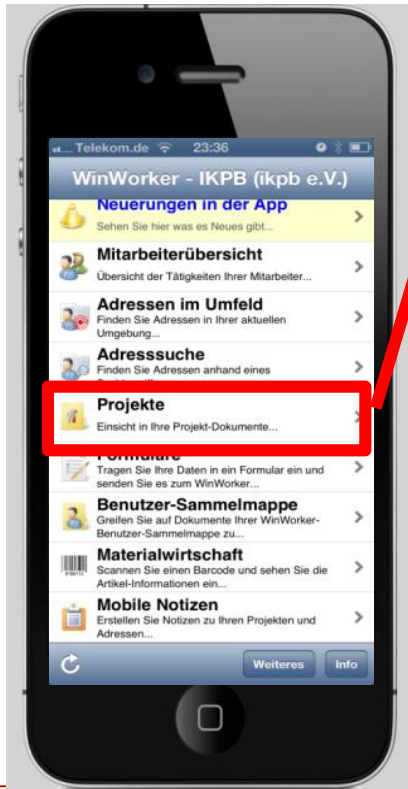 Telekom.de 23:36
WinWorker - IKPB (ikpb e.V.)
Neuerungen in der App
Sehen Sie hier was es Neues gibt...
Mitarbeiterübersicht
Übersicht der Tätigkeiten Ihrer Mitarbeiter...
Adressen im Umfeld
Finden Sie Adressen in Ihrer aktuellen
Umgebung...
Adresssuche
Finden Sie Adressen anhand eines
Projekte
Einsicht in Ihre Projekt-Dokumente...
Formulare
Tragen Sie Ihre Daten in ein Formular ein und
senden Sie es zum WinWorker...
Benutzer-Sammelmappe
Greifen Sie auf Dokumente Ihrer WinWorker-
Benutzer-Sammelmappe zu...
Materialwirtschaft
Scannen Sie einen Barcode und sehen Sie die
Artikel-Informationen ein...
Mobile Notizen
Erstellen Sie Notizen zu Ihren Projekten und
Adressen...
Weiteres Info